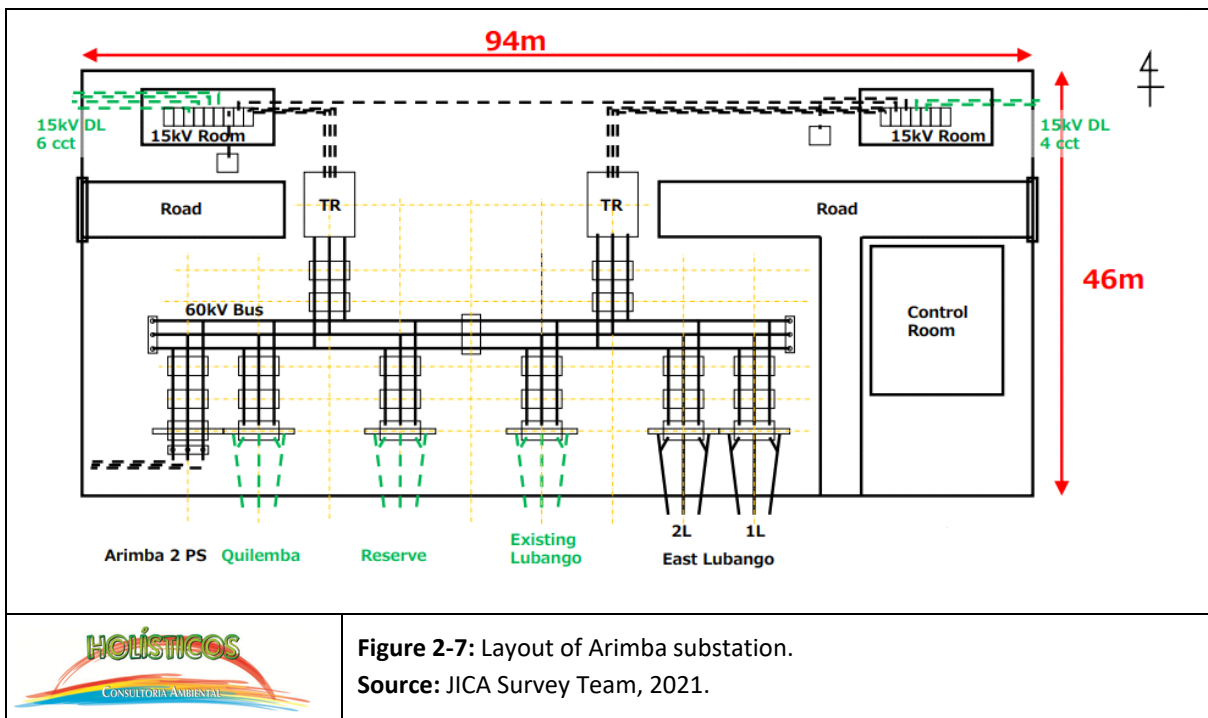 94m
15kV DL
6 cct
15kV Room
15kV Room
15kV DL
4 cct
Road
TR
TR
Road
46m
60kV Bus
Control
Room
2L
1L
Arimba 2 PS
Quilemba
Reserve
Existing
Lubango
East Lubango
HOLÍSTICOS
CONSULTORIA AMBIENTAL
Figure 2-7: Layout of Arimba substation.
Source: JICA Survey Team, 2021.